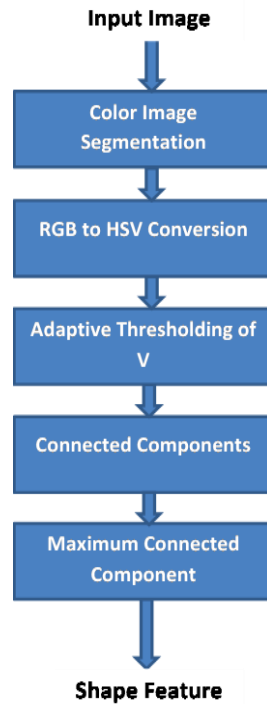 Input Image
Color Image
Segmentation
RGB to HSV Conversion
Adaptive Thresholding of
V
Connected Components
Maximum Connected
Component
Shape Feature